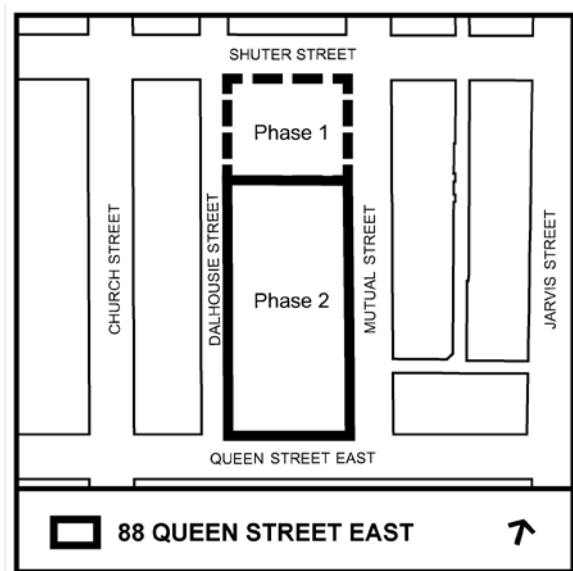 SHUTER STREET
Phase 1
CHURCH STREET
DALHOUSIE STREET
Phase 2
MUTUAL STREET
JARVIS STREET
QUEEN STREET EAST
88 QUEEN STREET EAST